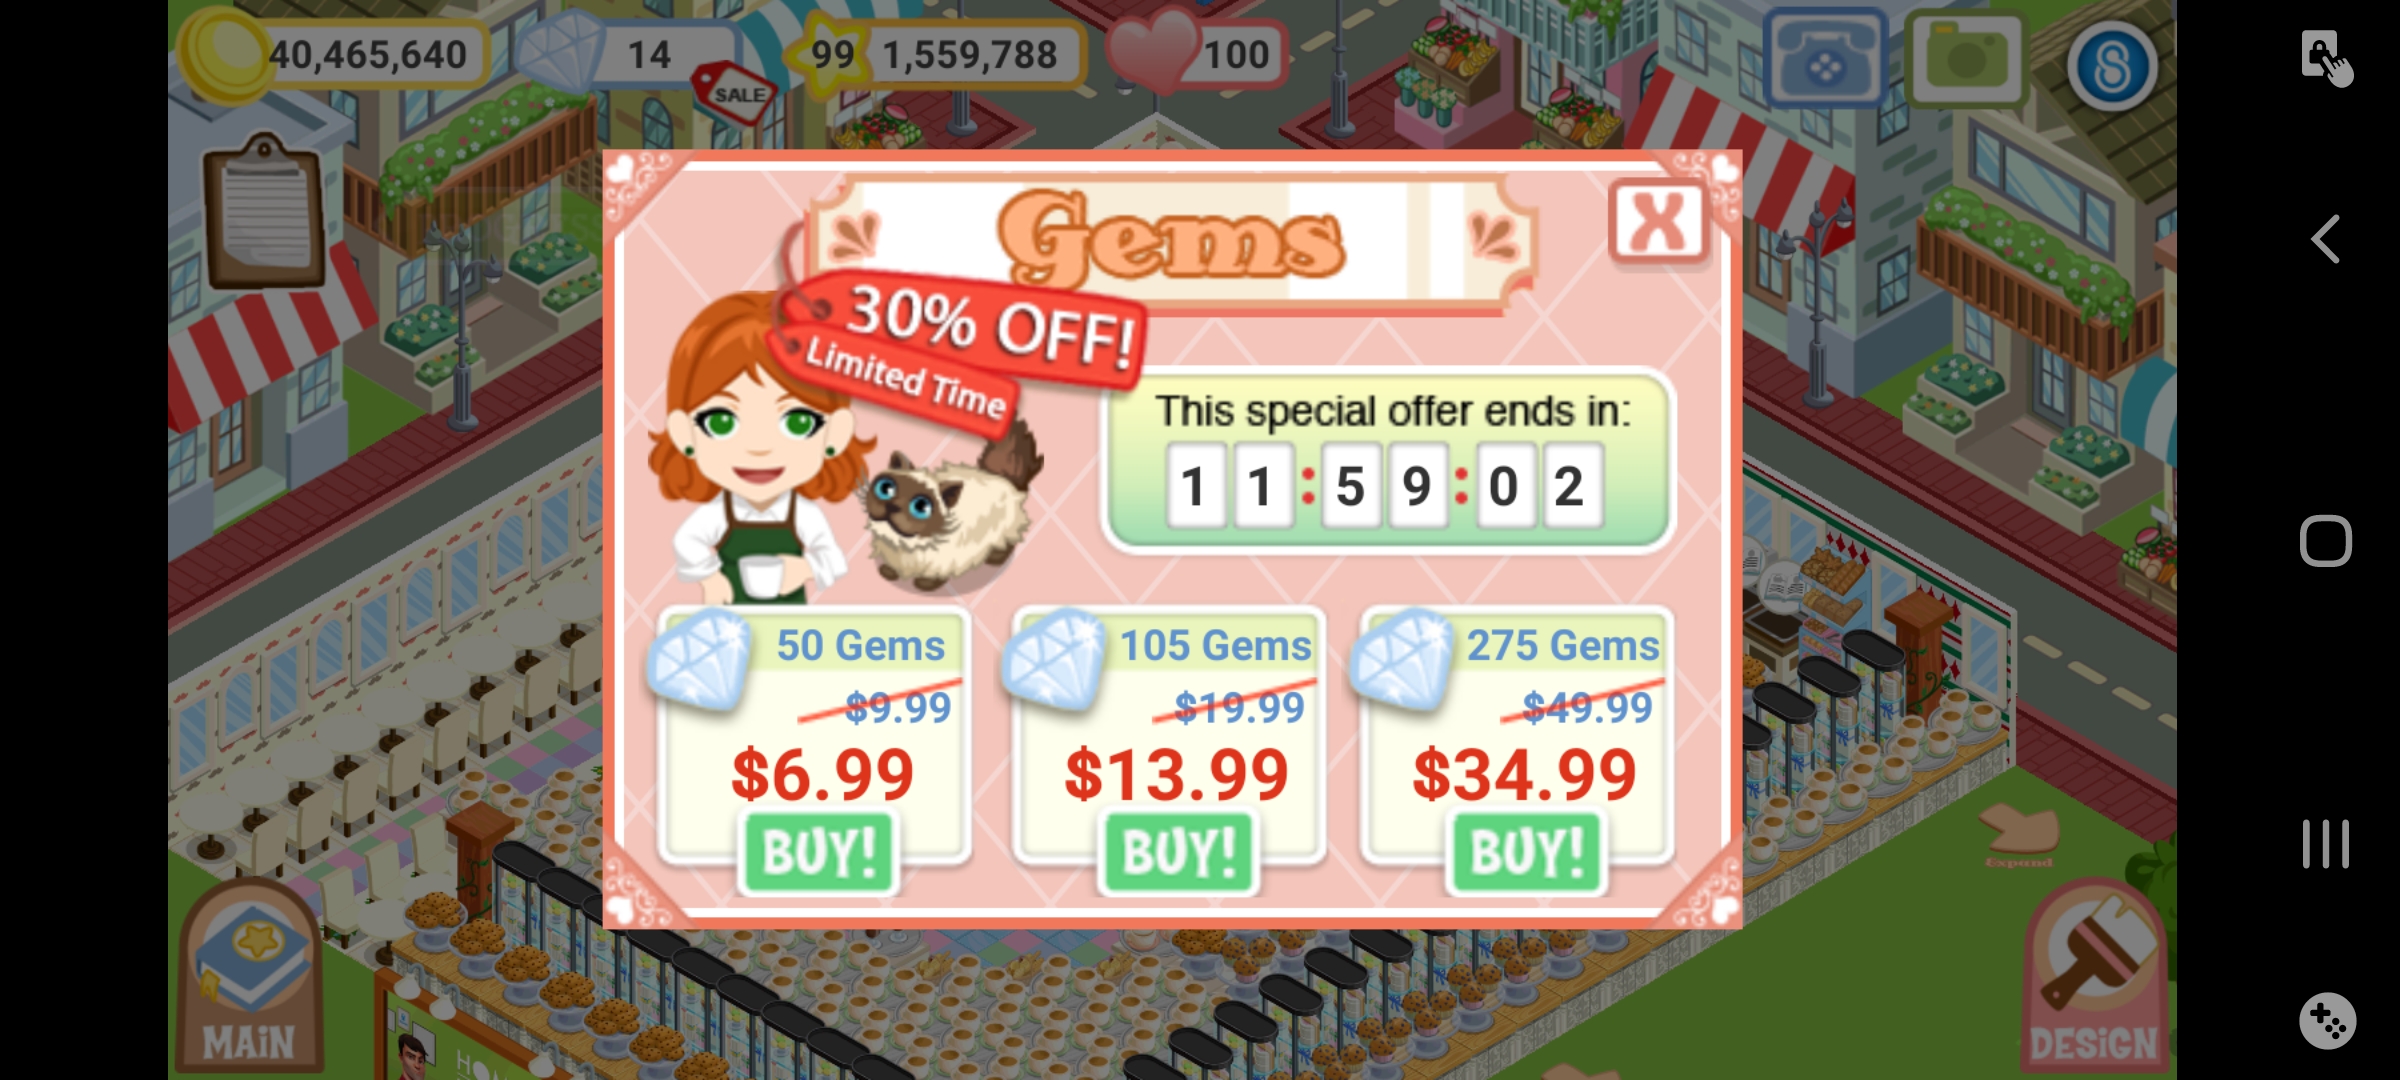 40,465,640
14
SALE
99 1,559,788
100
Gems
X
30% OFF!
Limited Time
This special offer ends in:
11:59:02
50 Gems
$9.99
$6.99
BUY!
105 Gems
$19.99
$13.99
BUY!
275 Gems
$49.99
$34.99
BUY!
Expand
MAiN
DESiGN